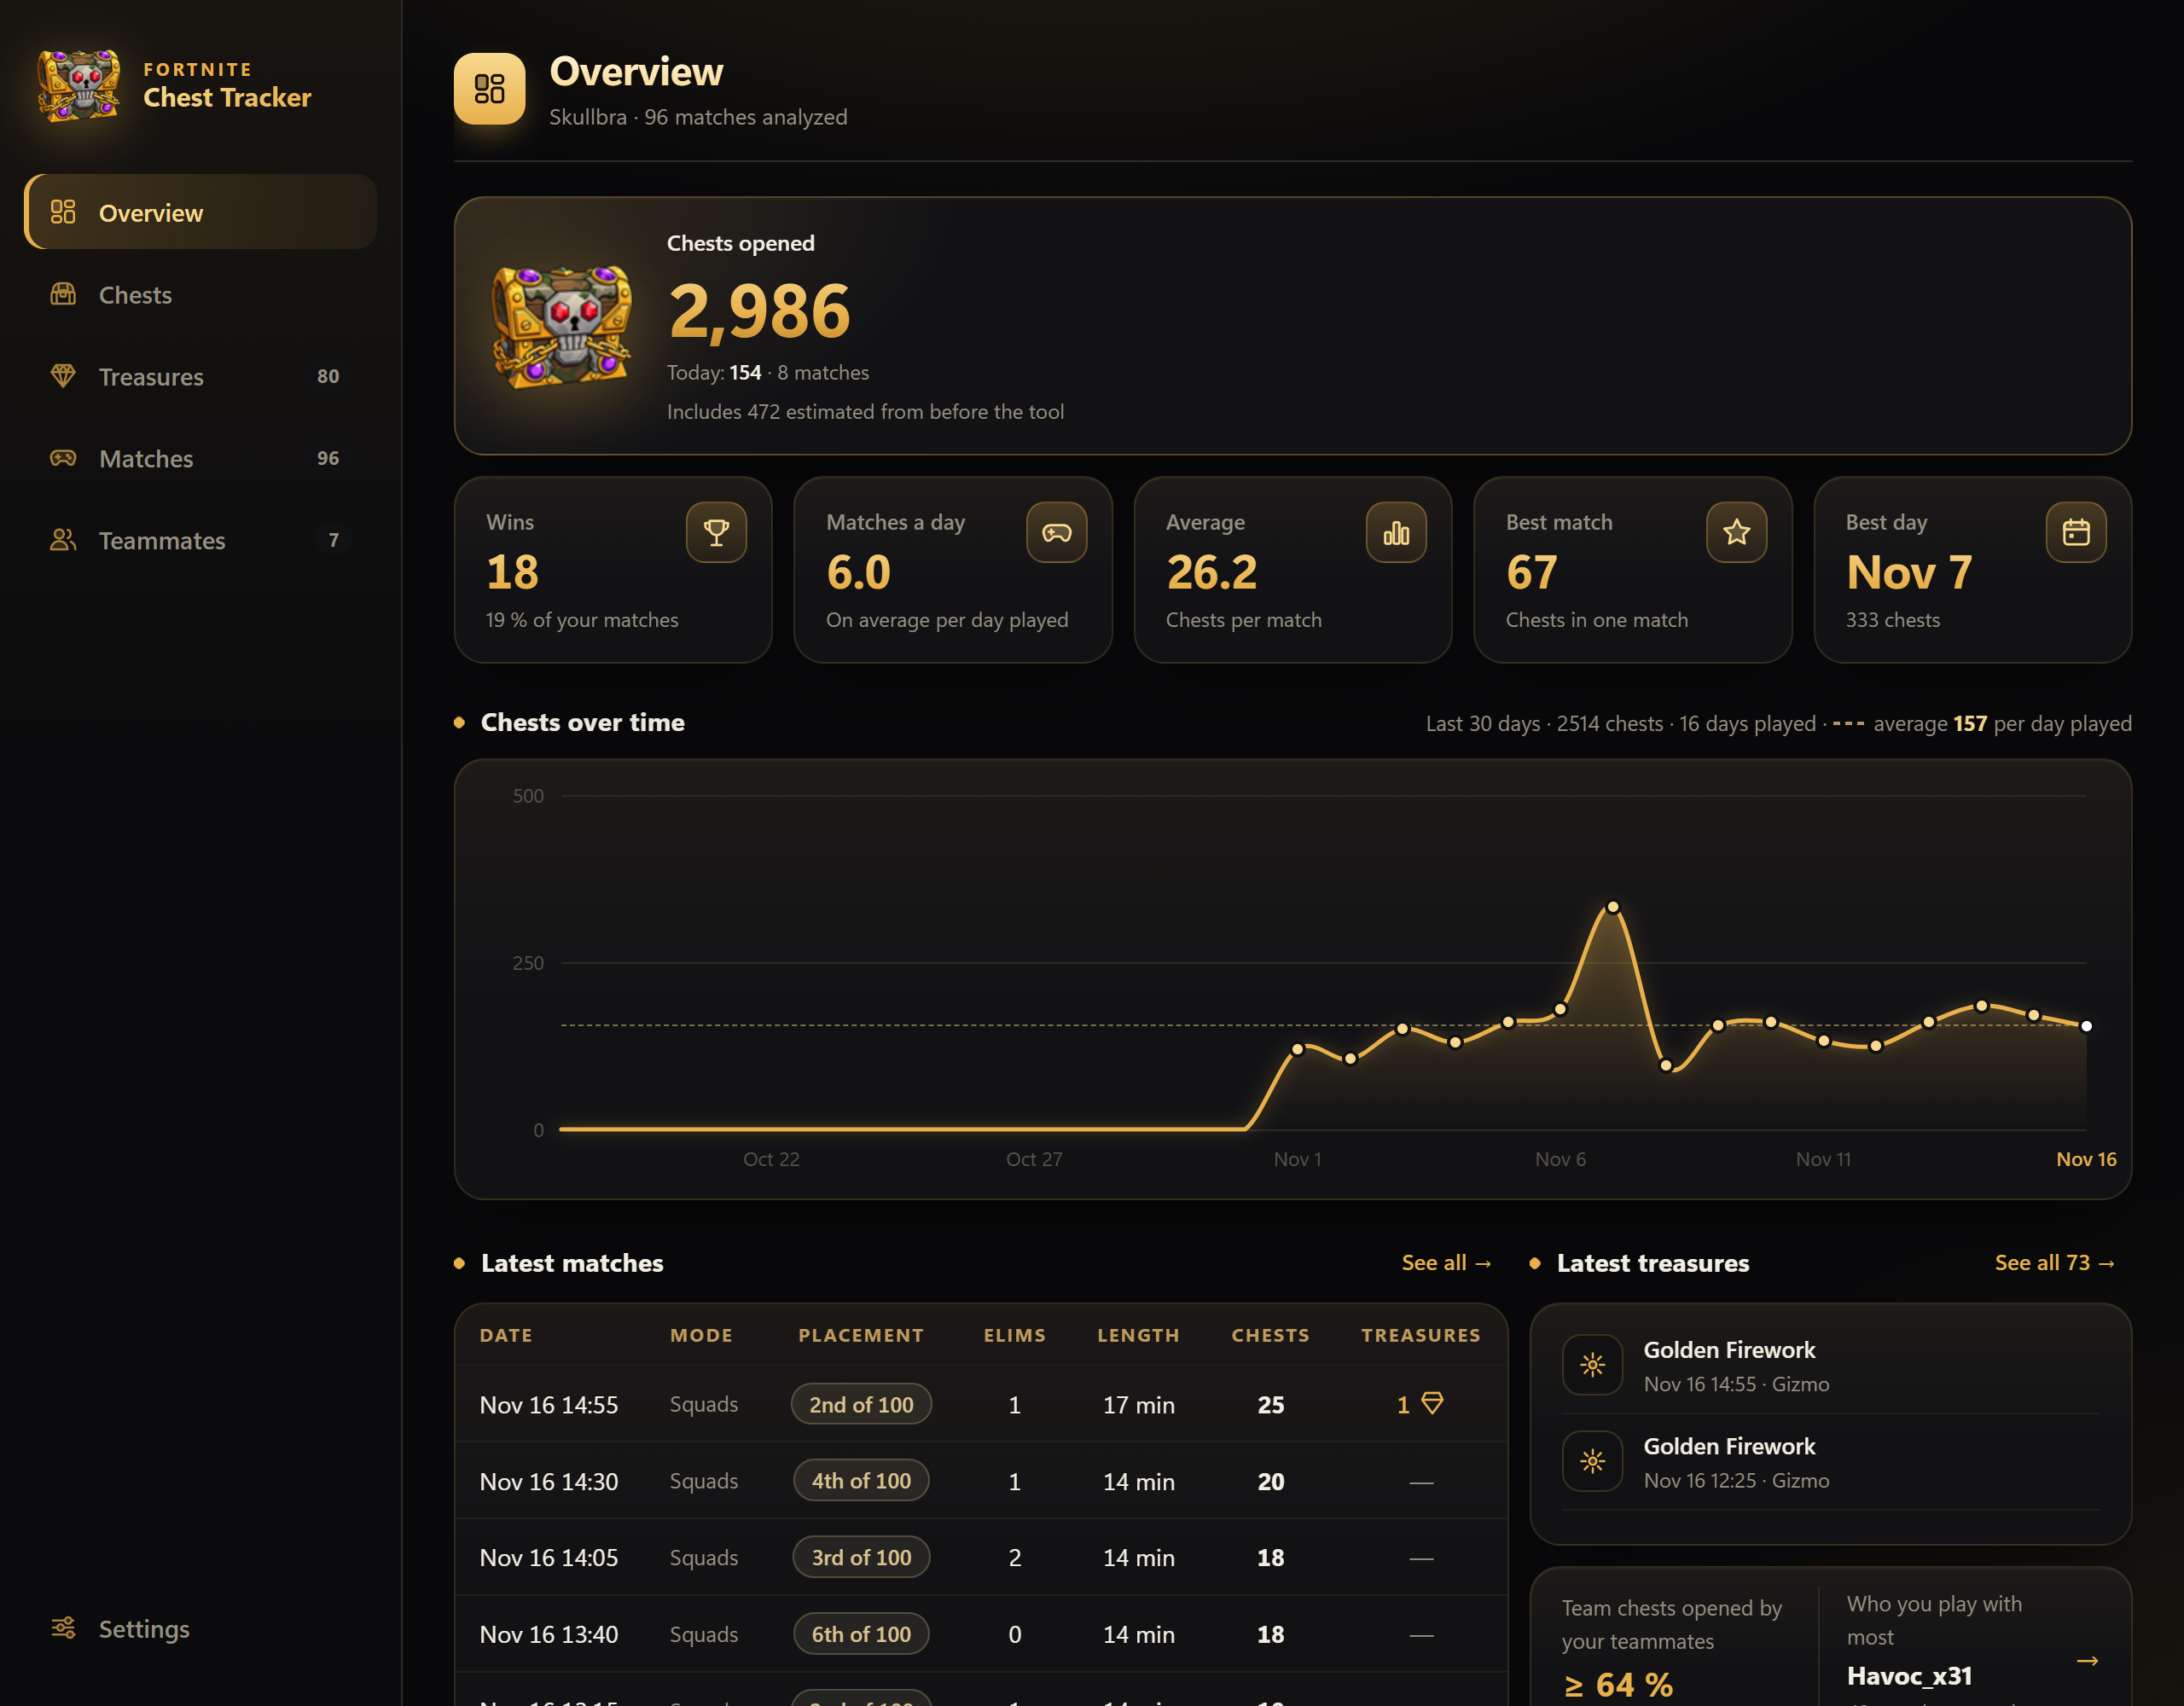 FORTNITE
Chest Tracker
Overview
Chests
Treasures 80
Matches 96
Teammates 7
Settings
Overview
Skullbra · 96 matches analyzed
Chests opened
2,986
Today: 154 · 8 matches
Includes 472 estimated from before the tool
Wins
18
19 % of your matches
Matches a day
6.0
On average per day played
Average
26.2
Chests per match
Best match
67
Chests in one match
Best day
Nov 7
333 chests
Chests over time
Last 30 days · 2514 chests · 16 days played · --- average 157 per day played
500
250
0
Oct 22 Oct 27 Nov 1 Nov 6 Nov 11 Nov 16
Latest matches See all →
DATE MODE PLACEMENT ELIMS LENGTH CHESTS TREASURES
Nov 16 14:55 Squads 2nd of 100 1 17 min 25 1
Nov 16 14:30 Squads 4th of 100 1 14 min 20 —
Nov 16 14:05 Squads 3rd of 100 2 14 min 18 —
Nov 16 13:40 Squads 6th of 100 0 14 min 18 —
Latest treasures See all 73 →
Golden Firework
Nov 16 14:55 · Gizmo
Golden Firework
Nov 16 12:25 · Gizmo
Team chests opened by
your teammates
≥ 64 %
Who you play with
most
Havoc_x31
→